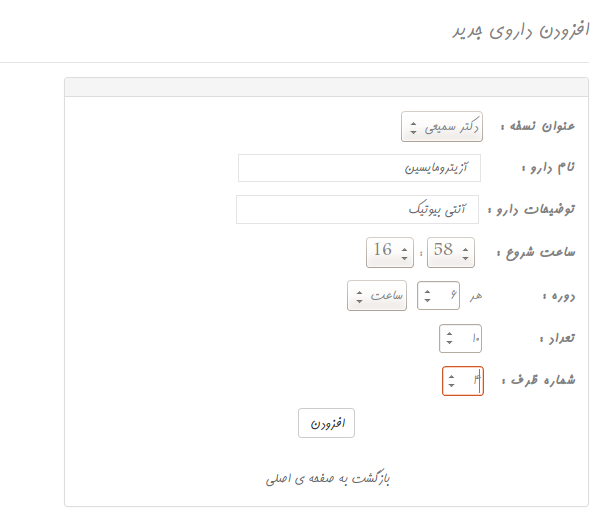 افزودن داروی جدید
عنوان نسخه : دکتر سمیعی
نام دارو : آزیترومایسین
توضیحات دارو : آنتی بیوتیک
ساعت شروع : 58 : 16
دوره : هر ۶ ساعت
تعداد : ۱۰
شماره ظرف : ۴
افزودن
بازگشت به صفحه ی اصلی